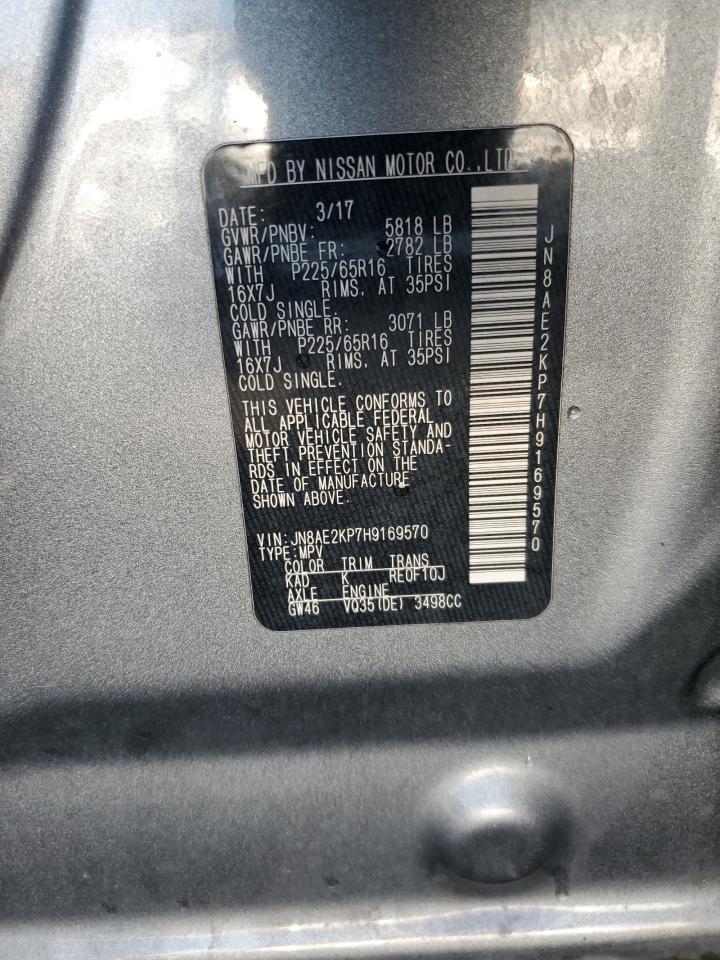 MFD BY NISSAN MOTOR CO.,LTD.
DATE: 3/17
GVWR/PNBV: 5818 LB
GAWR/PNBE FR: 2782 LB
WITH P225/65R16 TIRES
16X7J RIMS. AT 35PSI
COLD SINGLE.
GAWR/PNBE RR: 3071 LB
WITH P225/65R16 TIRES
16X7J RIMS. AT 35PSI
COLD SINGLE.
THIS VEHICLE CONFORMS TO
ALL APPLICABLE FEDERAL
MOTOR VEHICLE SAFETY AND
THEFT PREVENTION STANDA-
RDS IN EFFECT ON THE
DATE OF MANUFACTURE
SHOWN ABOVE.
VIN:JN8AE2KP7H9169570
TYPE:MPV
COLOR TRIM TRANS
KAD K RE0F10J
AXLE ENGINE
GW46 VQ35(DE) 3498CC
JN8AE2KP7H9169570